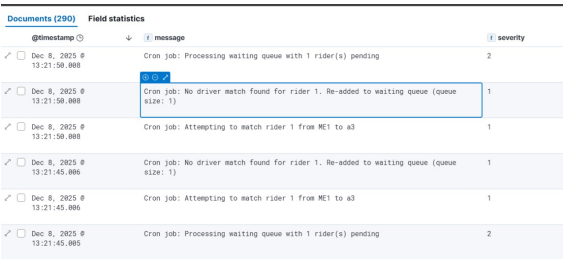 Documents (290) Field statistics
@timestamp message severity
Dec 8, 2025 @ Cron job: Processing waiting queue with 1 rider(s) pending 2
13:21:50.008
Dec 8, 2025 @ Cron job: No driver match found for rider 1. Re-added to waiting queue (queue 1
13:21:50.008 size: 1)
Dec 8, 2025 @ Cron job: Attempting to match rider 1 from ME1 to a3 1
13:21:50.008
Dec 8, 2025 @ Cron job: No driver match found for rider 1. Re-added to waiting queue (queue 1
13:21:45.006 size: 1)
Dec 8, 2025 @ Cron job: Attempting to match rider 1 from ME1 to a3 1
13:21:45.006
Dec 8, 2025 @ Cron job: Processing waiting queue with 1 rider(s) pending 2
13:21:45.005